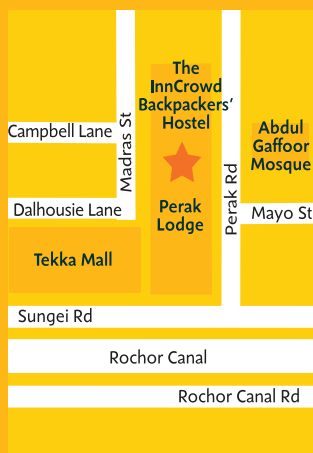 The
InnCrowd
Backpackers'
Hostel
Campbell Lane
Madras St
Abdul
Gaffoor
Mosque
Perak Rd
Dalhousie Lane
Perak
Lodge
Mayo St
Tekka Mall
Sungei Rd
Rochor Canal
Rochor Canal Rd